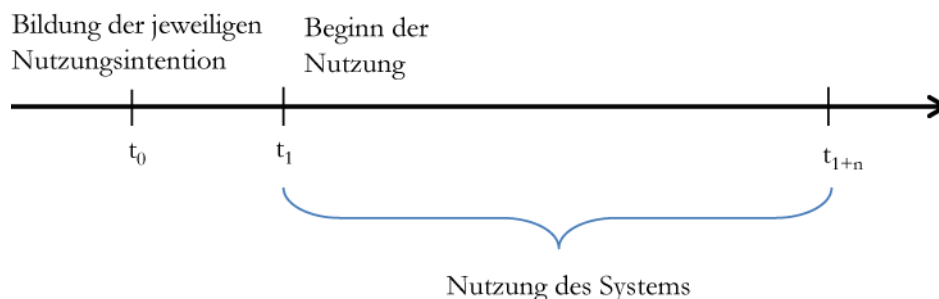 Bildung der jeweiligen
Nutzungsintention
Beginn der
Nutzung
t₀
t₁
t₁₊ₙ
Nutzung des Systems